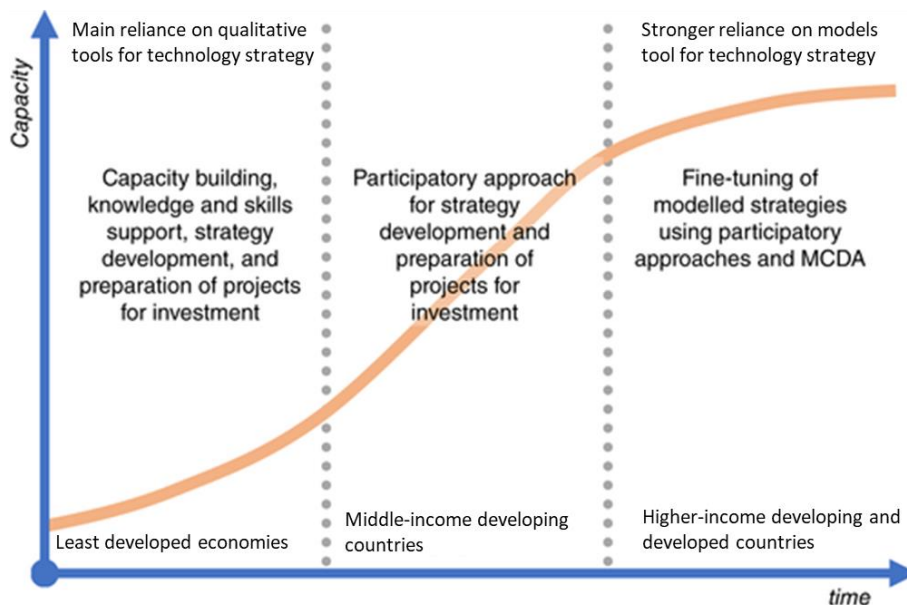 Main reliance on qualitative
tools for technology strategy
Stronger reliance on models
tool for technology strategy
Capacity
Capacity building,
knowledge and skills
support, strategy
development, and
preparation of projects
for investment
Participatory approach
for strategy
development and
preparation of
projects for
investment
Fine-tuning of
modelled strategies
using participatory
approaches and MCDA
Least developed economies
Middle-income developing
countries
Higher-income developing and
developed countries
time